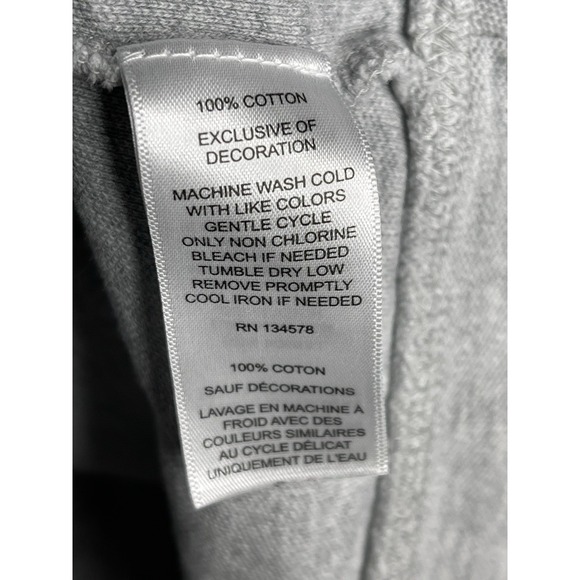 100% COTTON
EXCLUSIVE OF
DECORATION
MACHINE WASH COLD
WITH LIKE COLORS
GENTLE CYCLE
ONLY NON CHLORINE
BLEACH IF NEEDED
TUMBLE DRY LOW
REMOVE PROMPTLY
COOL IRON IF NEEDED
RN 134578
100% COTON
SAUF DÉCORATIONS
LAVAGE EN MACHINE À
FROID AVEC DES
COULEURS SIMILAIRES
AU CYCLE DÉLICAT
UNIQUEMENT DE L'EAU